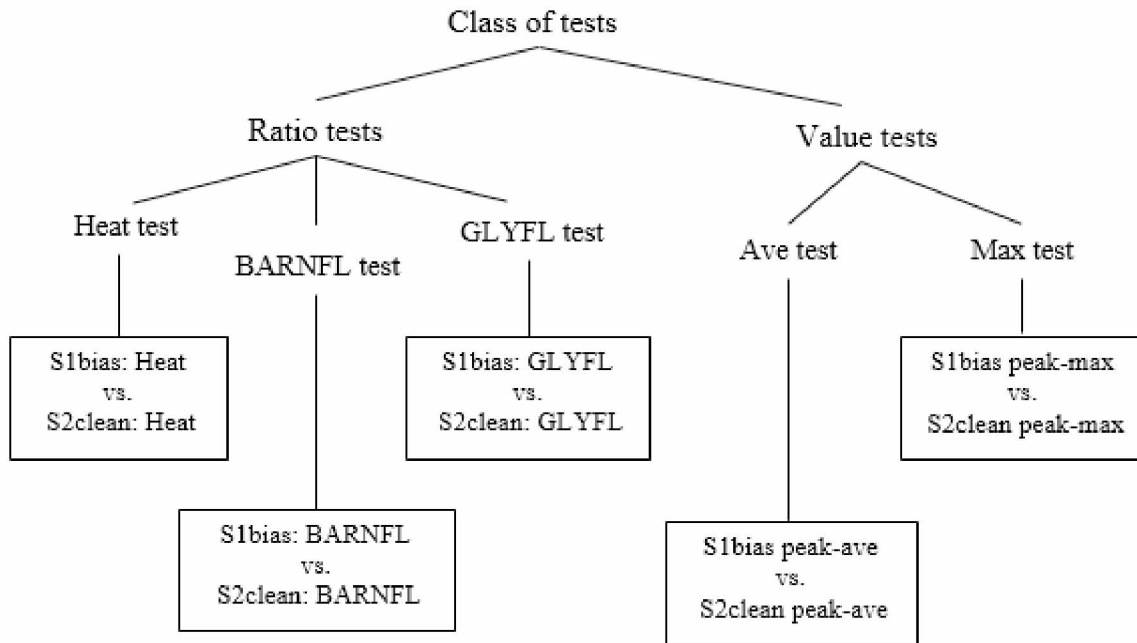 Class of tests
Ratio tests
Value tests
Heat test
BARNFL test
GLYFL test
Ave test
Max test
S1bias: Heat
vs.
S2clean: Heat
S1bias: BARNFL
vs.
S2clean: BARNFL
S1bias: GLYFL
vs.
S2clean: GLYFL
S1bias peak-ave
vs.
S2clean peak-ave
S1bias peak-max
vs.
S2clean peak-max